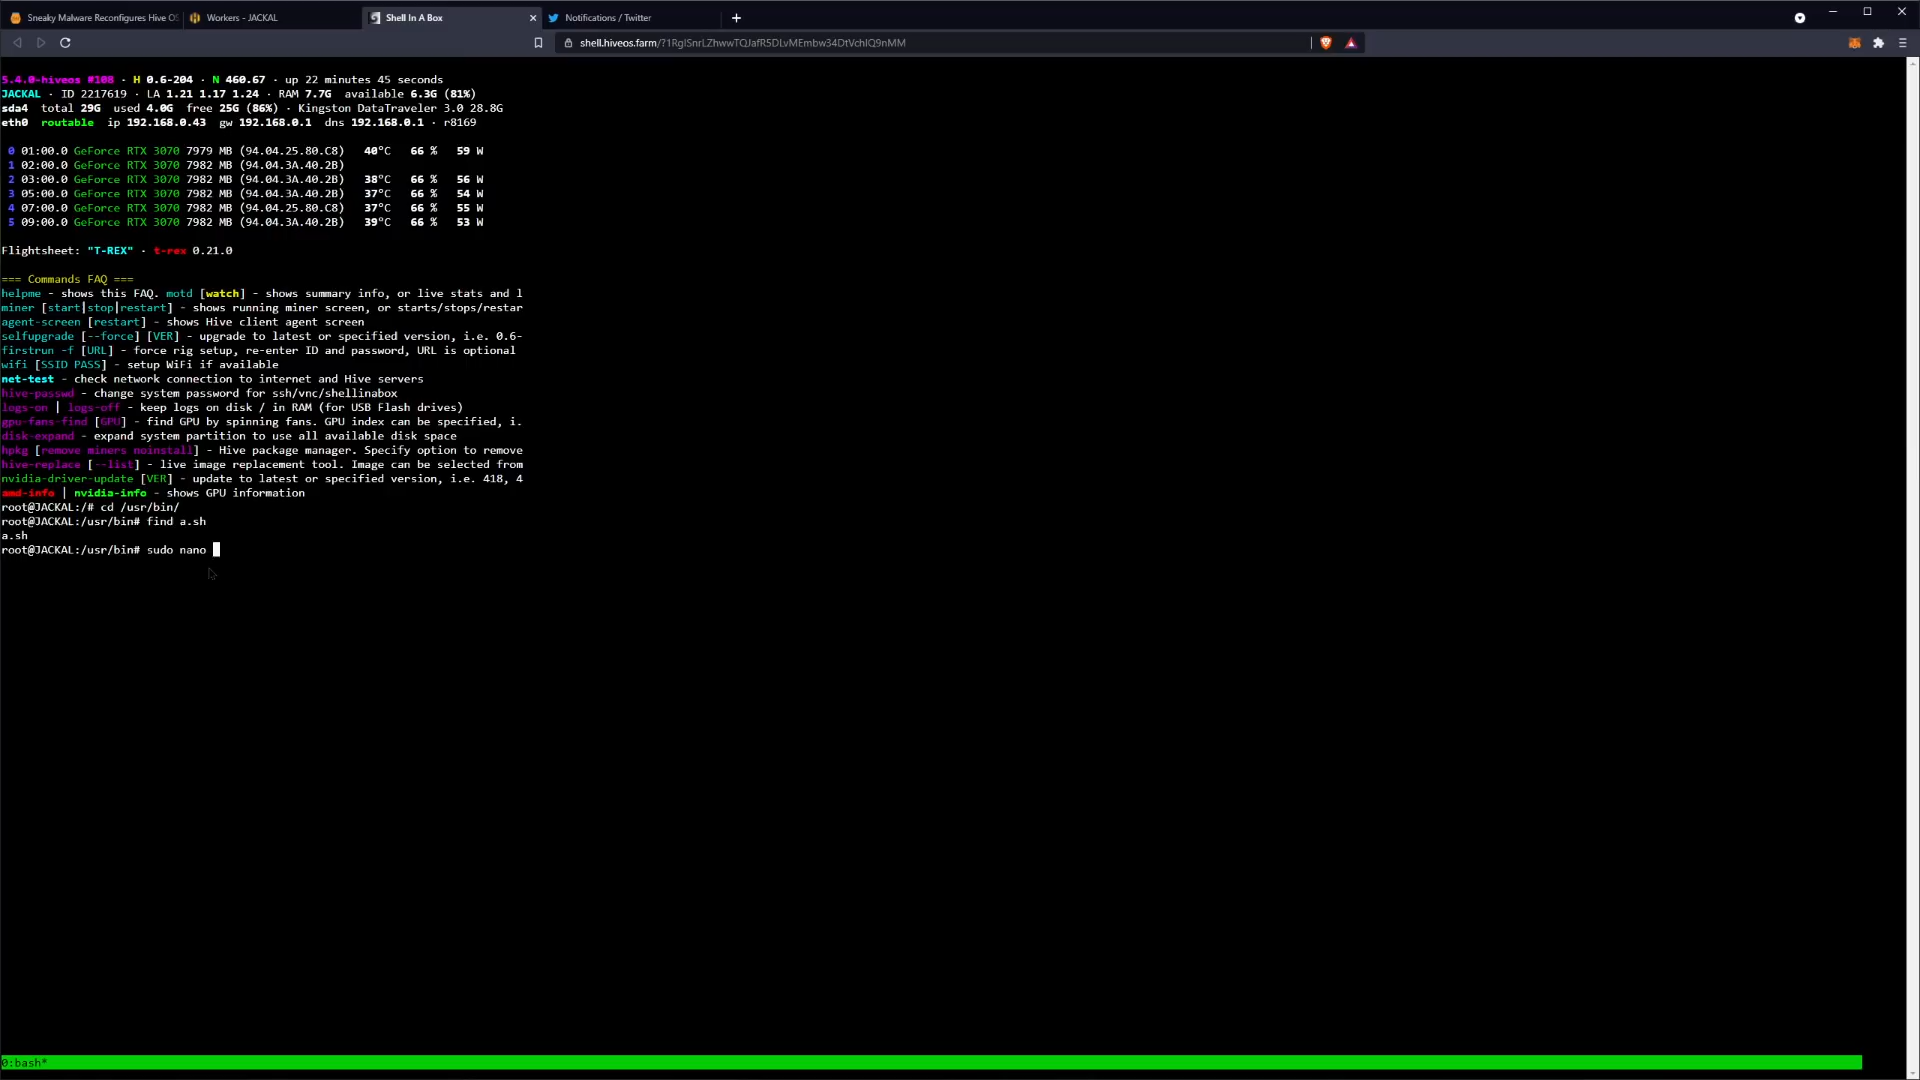 Sneaky Malware Reconfigures Hive OS
Workers - JACKAL
Shell In A Box
Notifications / Twitter
shell.hiveos.farm/?1RglSnrLZhwwTQJafR5DLvMEmbw34DtVchIQ9nMM
5.4.0-hiveos #108 · H 0.6-204 · N 460.67 · up 22 minutes 45 seconds
JACKAL · ID 2217619 · LA 1.21 1.17 1.24 · RAM 7.7G available 6.3G (81%)
sda4 total 29G used 4.0G free 25G (86%) · Kingston DataTraveler 3.0 28.8G
eth0 routable ip 192.168.0.43 gw 192.168.0.1 dns 192.168.0.1 · r8169
0 01:00.0 GeForce RTX 3070 7979 MB (94.04.25.80.C8) 40°C 66 % 59 W
1 02:00.0 GeForce RTX 3070 7982 MB (94.04.3A.40.2B)
2 03:00.0 GeForce RTX 3070 7982 MB (94.04.3A.40.2B) 38°C 66 % 56 W
3 05:00.0 GeForce RTX 3070 7982 MB (94.04.3A.40.2B) 37°C 66 % 54 W
4 07:00.0 GeForce RTX 3070 7982 MB (94.04.25.80.C8) 37°C 66 % 55 W
5 09:00.0 GeForce RTX 3070 7982 MB (94.04.3A.40.2B) 39°C 66 % 53 W
Flightsheet: "T-REX" · t-rex 0.21.0
=== Commands FAQ ===
helpme - shows this FAQ. motd [watch] - shows summary info, or live stats and l
miner [start|stop|restart] - shows running miner screen, or starts/stops/restar
agent-screen [restart] - shows Hive client agent screen
selfupgrade [--force] [VER] - upgrade to latest or specified version, i.e. 0.6-
firstrun -f [URL] - force rig setup, re-enter ID and password, URL is optional
wifi [SSID PASS] - setup WiFi if available
net-test - check network connection to internet and Hive servers
hive-passwd - change system password for ssh/vnc/shellinabox
logs-on | logs-off - keep logs on disk / in RAM (for USB Flash drives)
gpu-fans-find [GPU] - find GPU by spinning fans. GPU index can be specified, i.
disk-expand - expand system partition to use all available disk space
hpkg [remove miners noinstall] - Hive package manager. Specify option to remove
hive-replace [--list] - live image replacement tool. Image can be selected from
nvidia-driver-update [VER] - update to latest or specified version, i.e. 418, 4
amd-info | nvidia-info - shows GPU information
root@JACKAL:/# cd /usr/bin/
root@JACKAL:/usr/bin# find a.sh
a.sh
root@JACKAL:/usr/bin# sudo nano
0:bash*